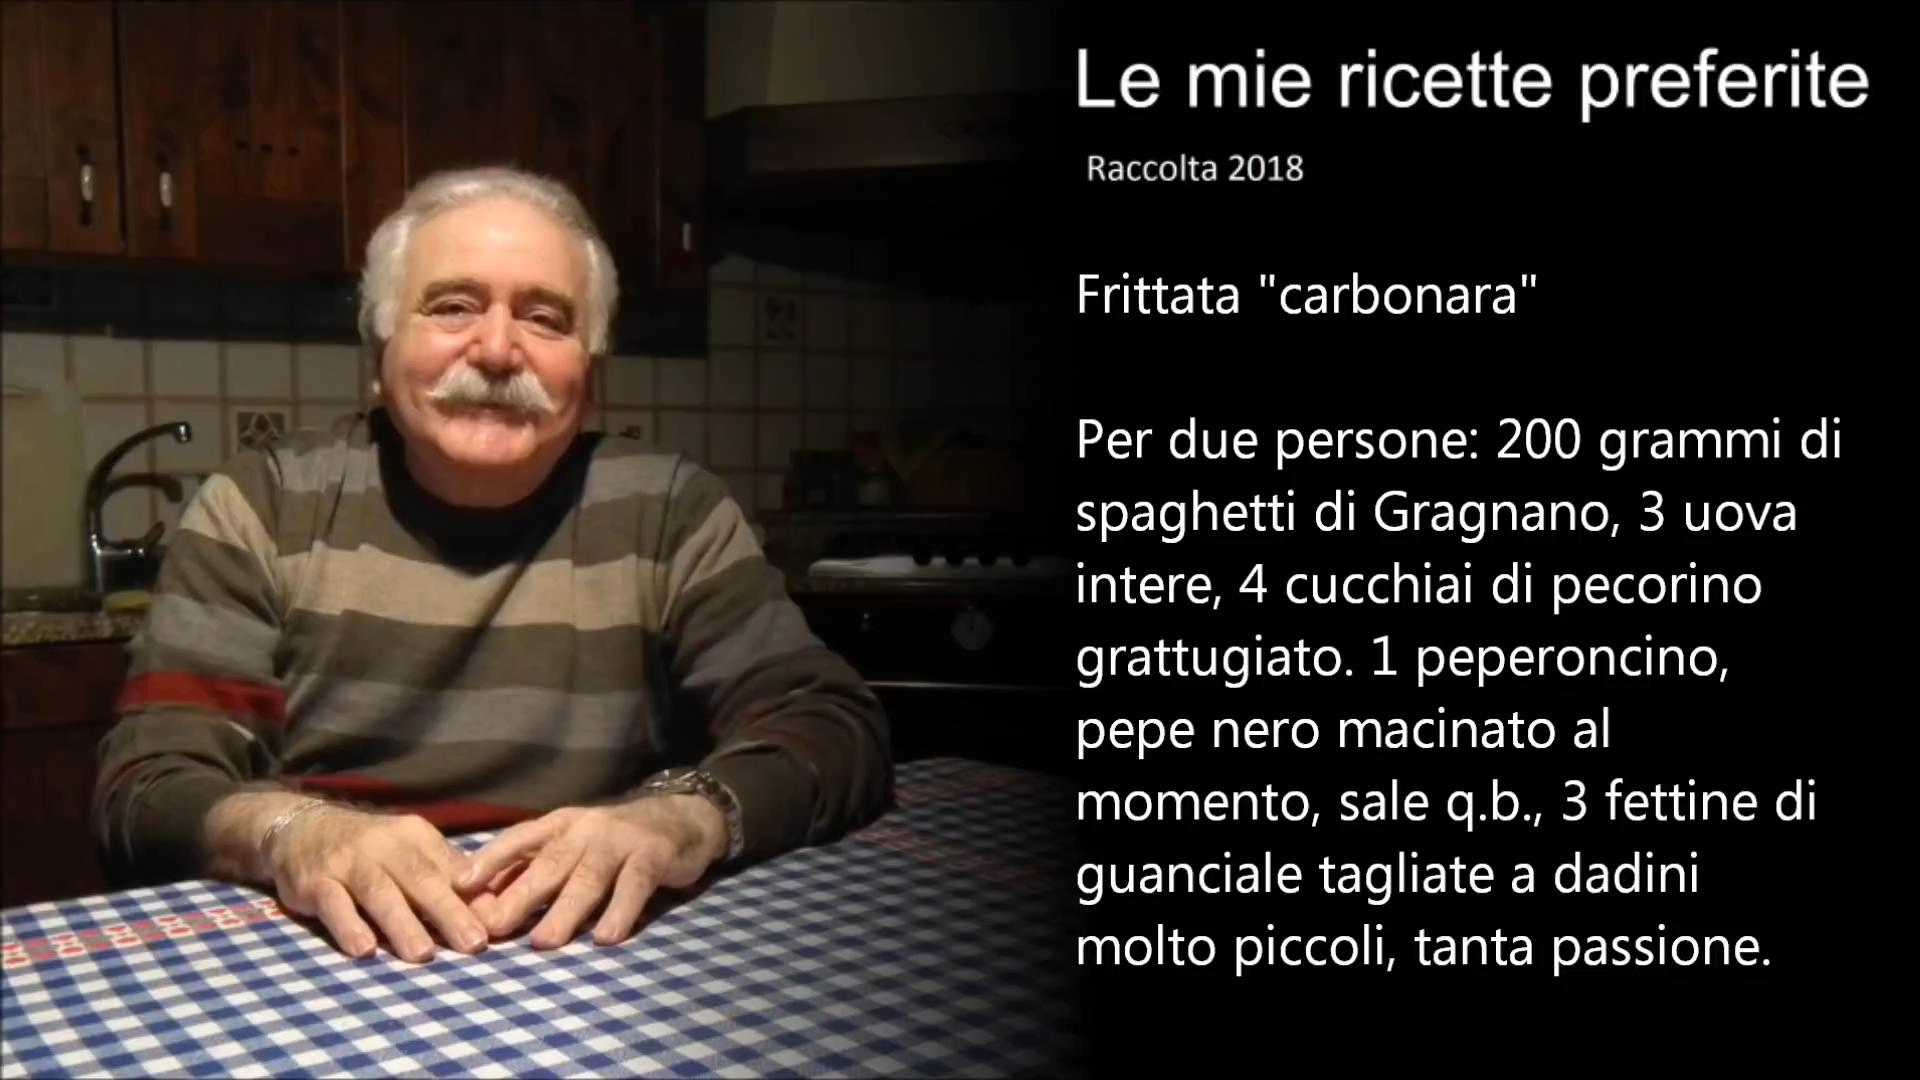 Le mie ricette preferite
Raccolta 2018
Frittata "carbonara"
Per due persone: 200 grammi di
spaghetti di Gragnano, 3 uova
intere, 4 cucchiai di pecorino
grattugiato. 1 peperoncino,
pepe nero macinato al
momento, sale q.b., 3 fettine di
guanciale tagliate a dadini
molto piccoli, tanta passione.